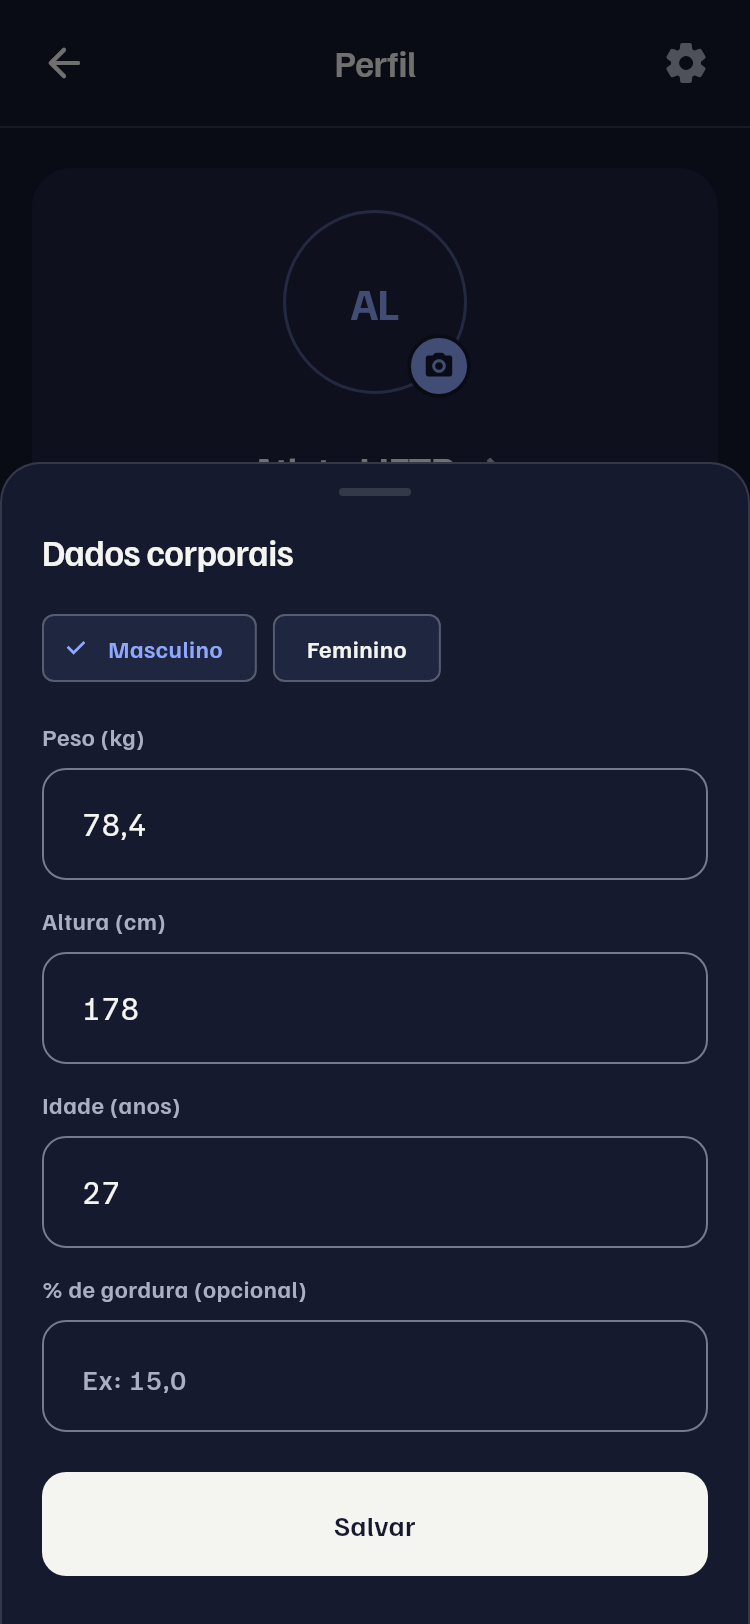 Perfil
AL
Dados corporais
Masculino
Feminino
Peso (kg)
78,4
Altura (cm)
178
Idade (anos)
27
% de gordura (opcional)
Ex: 15,0
Salvar